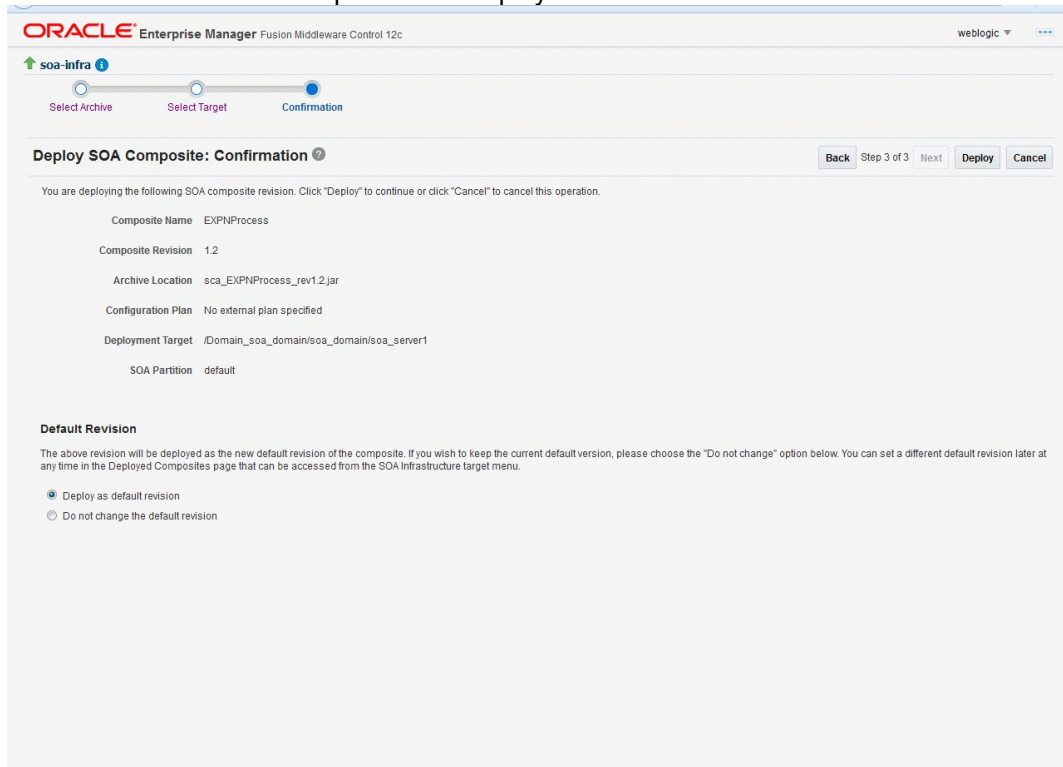 ORACLE Enterprise Manager Fusion Middleware Control 12c
weblogic
soa-infra
Select Archive Select Target Confirmation
Deploy SOA Composite: Confirmation
Back Step 3 of 3 Next Deploy Cancel
You are deploying the following SOA composite revision. Click "Deploy" to continue or click "Cancel" to cancel this operation.
Composite Name EXPNProcess
Composite Revision 1.2
Archive Location sca_EXPNProcess_rev1.2.jar
Configuration Plan No external plan specified
Deployment Target /Domain_soa_domain/soa_domain/soa_server1
SOA Partition default
Default Revision
The above revision will be deployed as the new default revision of the composite. If you wish to keep the current default version, please choose the "Do not change" option below. You can set a different default revision later at
any time in the Deployed Composites page that can be accessed from the SOA Infrastructure target menu.
Deploy as default revision
Do not change the default revision